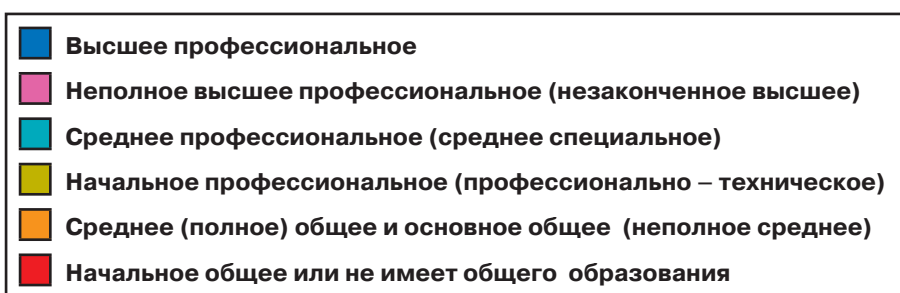 Высшее профессиональное
Неполное высшее профессиональное (незаконченное высшее)
Среднее профессиональное (среднее специальное)
Начальное профессиональное (профессионально – техническое)
Среднее (полное) общее и основное общее (неполное среднее)
Начальное общее или не имеет общего образования